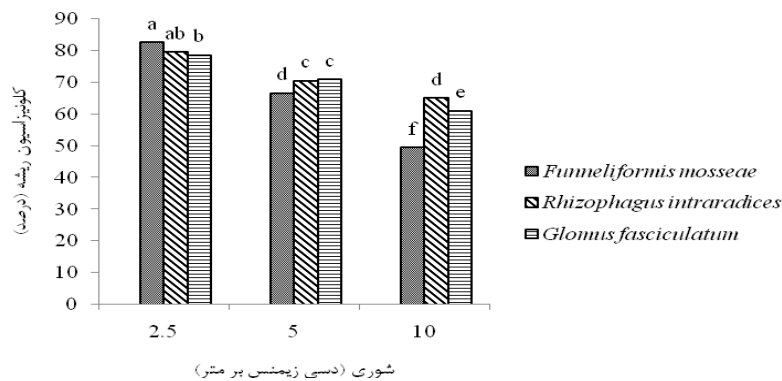 کلونیزاسیون ریشه (درصد)
90
80
70
60
50
40
30
20
10
0
a ab b
d c c
f d e
2.5 5 10
شوری (دسی زیمنس بر متر)
Funneliformis mosseae
Rhizophagus intraradices
Glomus fasciculatum